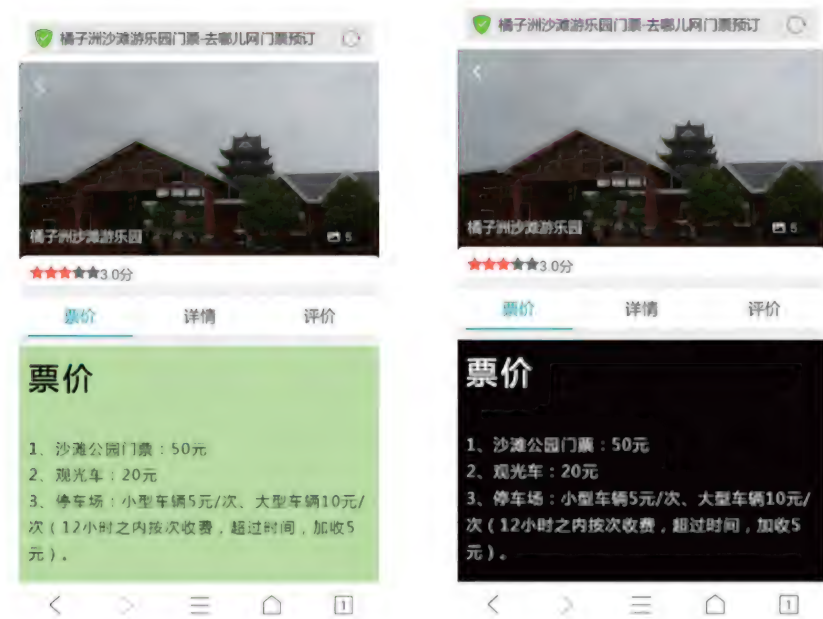 橘子洲沙滩游乐园门票-去哪儿网门票预订
橘子洲沙滩游乐园
5
3.0分
票价 详情 评价
票价
1、沙滩公园门票：50元
2、观光车：20元
3、停车场：小型车辆5元/次、大型车辆10元/
次（12小时之内按次收费，超过时间，加收5
元）。
1
橘子洲沙滩游乐园门票-去哪儿网门票预订
橘子洲沙滩游乐园
5
3.0分
票价 详情 评价
票价
1、沙滩公园门票：50元
2、观光车：20元
3、停车场：小型车辆5元/次、大型车辆10元/
次（12小时之内按次收费，超过时间，加收5
元）。
1